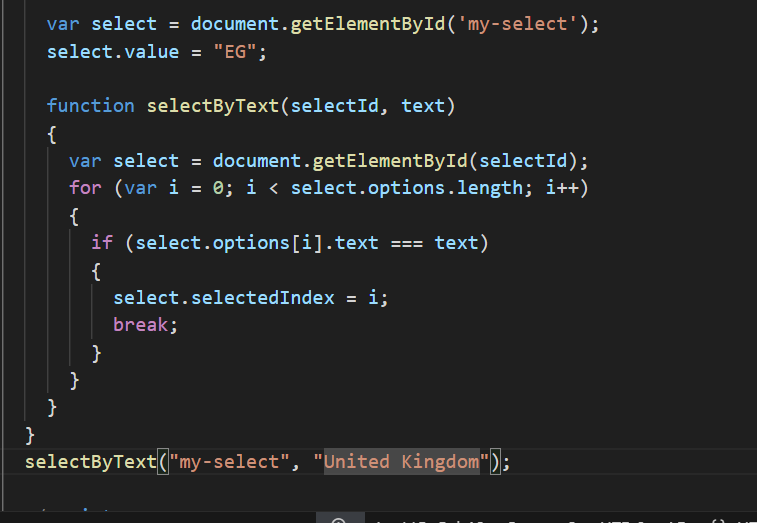 var select = document.getElementById('my-select');
select.value = "EG";
function selectByText(selectId, text)
{
var select = document.getElementById(selectId);
for (var i = 0; i < select.options.length; i++)
{
if (select.options[i].text === text)
{
select.selectedIndex = i;
break;
}
}
}
}
selectByText("my-select", "United Kingdom");